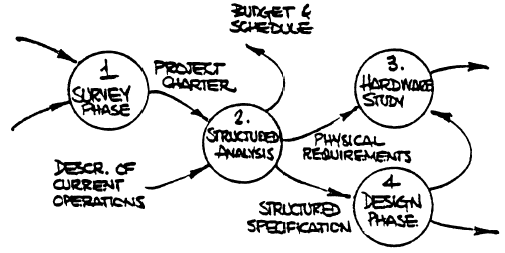 BUDGET &
SCHEDULE
1
SURVEY
PHASE
PROJECT
CHARTER
2.
STRUCTURED
ANALYSIS
3.
HARDWARE
STUDY
PHYSICAL
REQUIREMENTS
DESCR. OF
CURRENT
OPERATIONS
STRUCTURED
SPECIFICATION
4
DESIGN
PHASE.